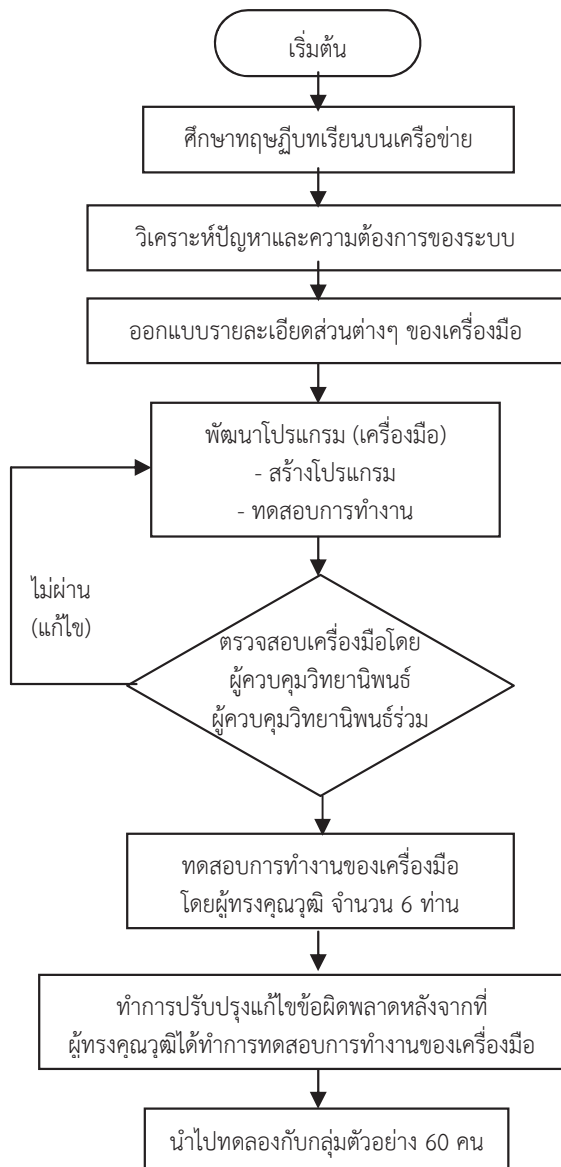 เริ่มต้น
ศึกษาทฤษฏีบทเรียนบนเครือข่าย
วิเคราะห์ปัญหาและความต้องการของระบบ
ออกแบบรายละเอียดส่วนต่างๆ ของเครื่องมือ
พัฒนาโปรแกรม (เครื่องมือ)
- สร้างโปรแกรม
- ทดสอบการทำงาน
ไม่ผ่าน
(แก้ไข)
ตรวจสอบเครื่องมือโดย
ผู้ควบคุมวิทยานิพนธ์
ผู้ควบคุมวิทยานิพนธ์ร่วม
ทดสอบการทำงานของเครื่องมือ
โดยผู้ทรงคุณวุฒิ จำนวน 6 ท่าน
ทำการปรับปรุงแก้ไขข้อผิดพลาดหลังจากที่
ผู้ทรงคุณวุฒิได้ทำการทดสอบการทำงานของเครื่องมือ
นำไปทดลองกับกลุ่มตัวอย่าง 60 คน